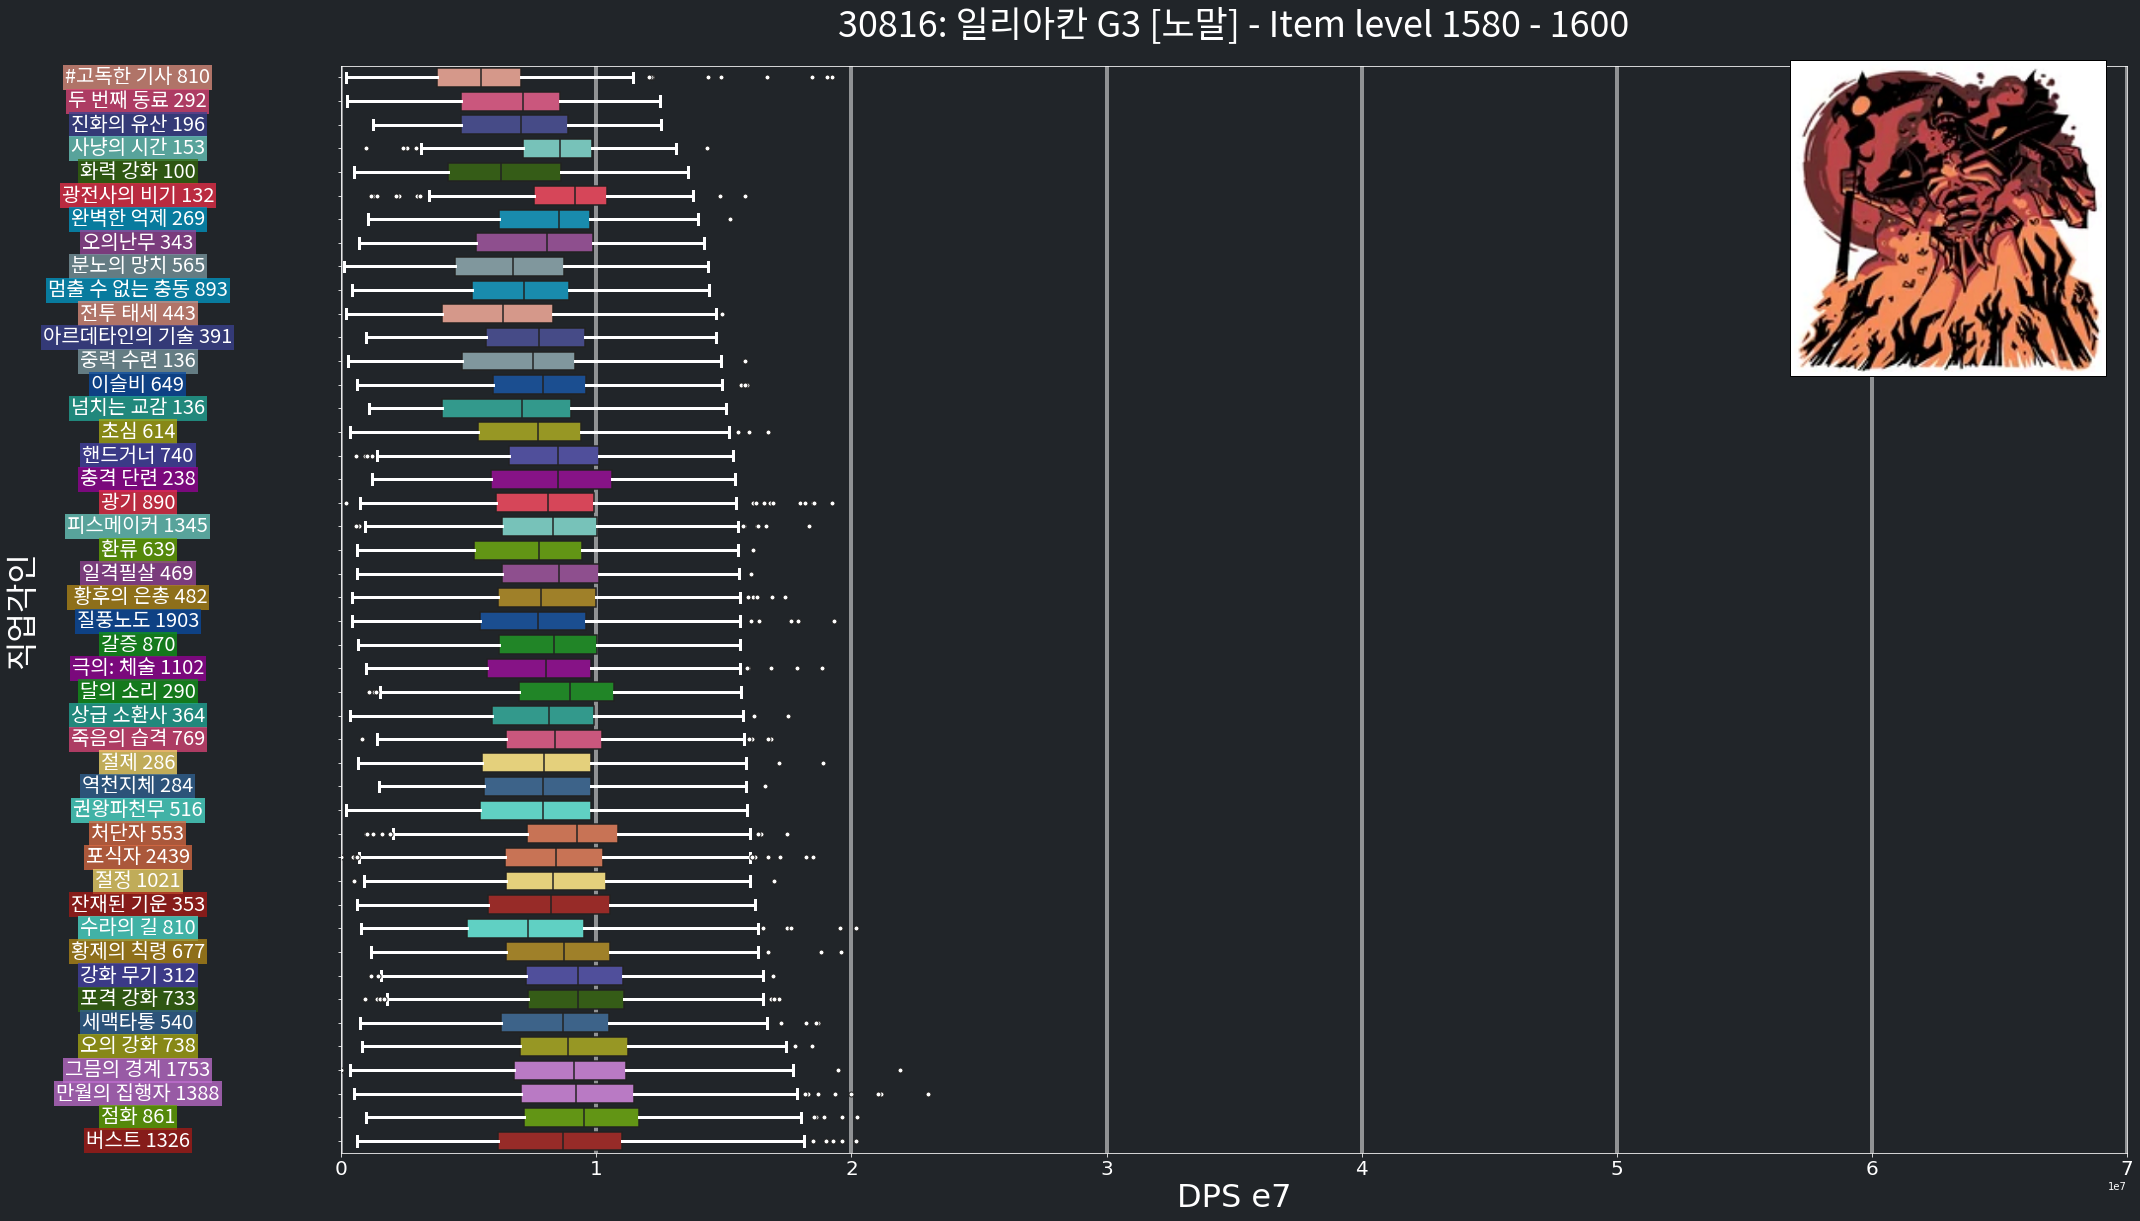 30816: 일리아칸 G3 [노말] - Item level 1580 - 1600
#고독한 기사 810
두 번째 동료 292
진화의 유산 196
사냥의 시간 153
화력 강화 100
광전사의 비기 132
완벽한 억제 269
오의난무 343
분노의 망치 565
멈출 수 없는 충동 893
전투 태세 443
아르데타인의 기술 391
중력 수련 136
이슬비 649
넘치는 교감 136
초심 614
핸드거너 740
충격 단련 238
광기 890
피스메이커 1345
환류 639
일격필살 469
황후의 은총 482
질풍노도 1903
갈증 870
극의: 체술 1102
달의 소리 290
상급 소환사 364
죽음의 습격 769
절제 286
역천지체 284
권왕파천무 516
처단자 553
포식자 2439
절정 1021
잔재된 기운 353
수라의 길 810
황제의 칙령 677
강화 무기 312
포격 강화 733
세맥타통 540
오의 강화 738
그믐의 경계 1753
만월의 집행자 1388
점화 861
버스트 1326
직업각인
0 1 2 3 4 5 6 7
1e7
DPS e7